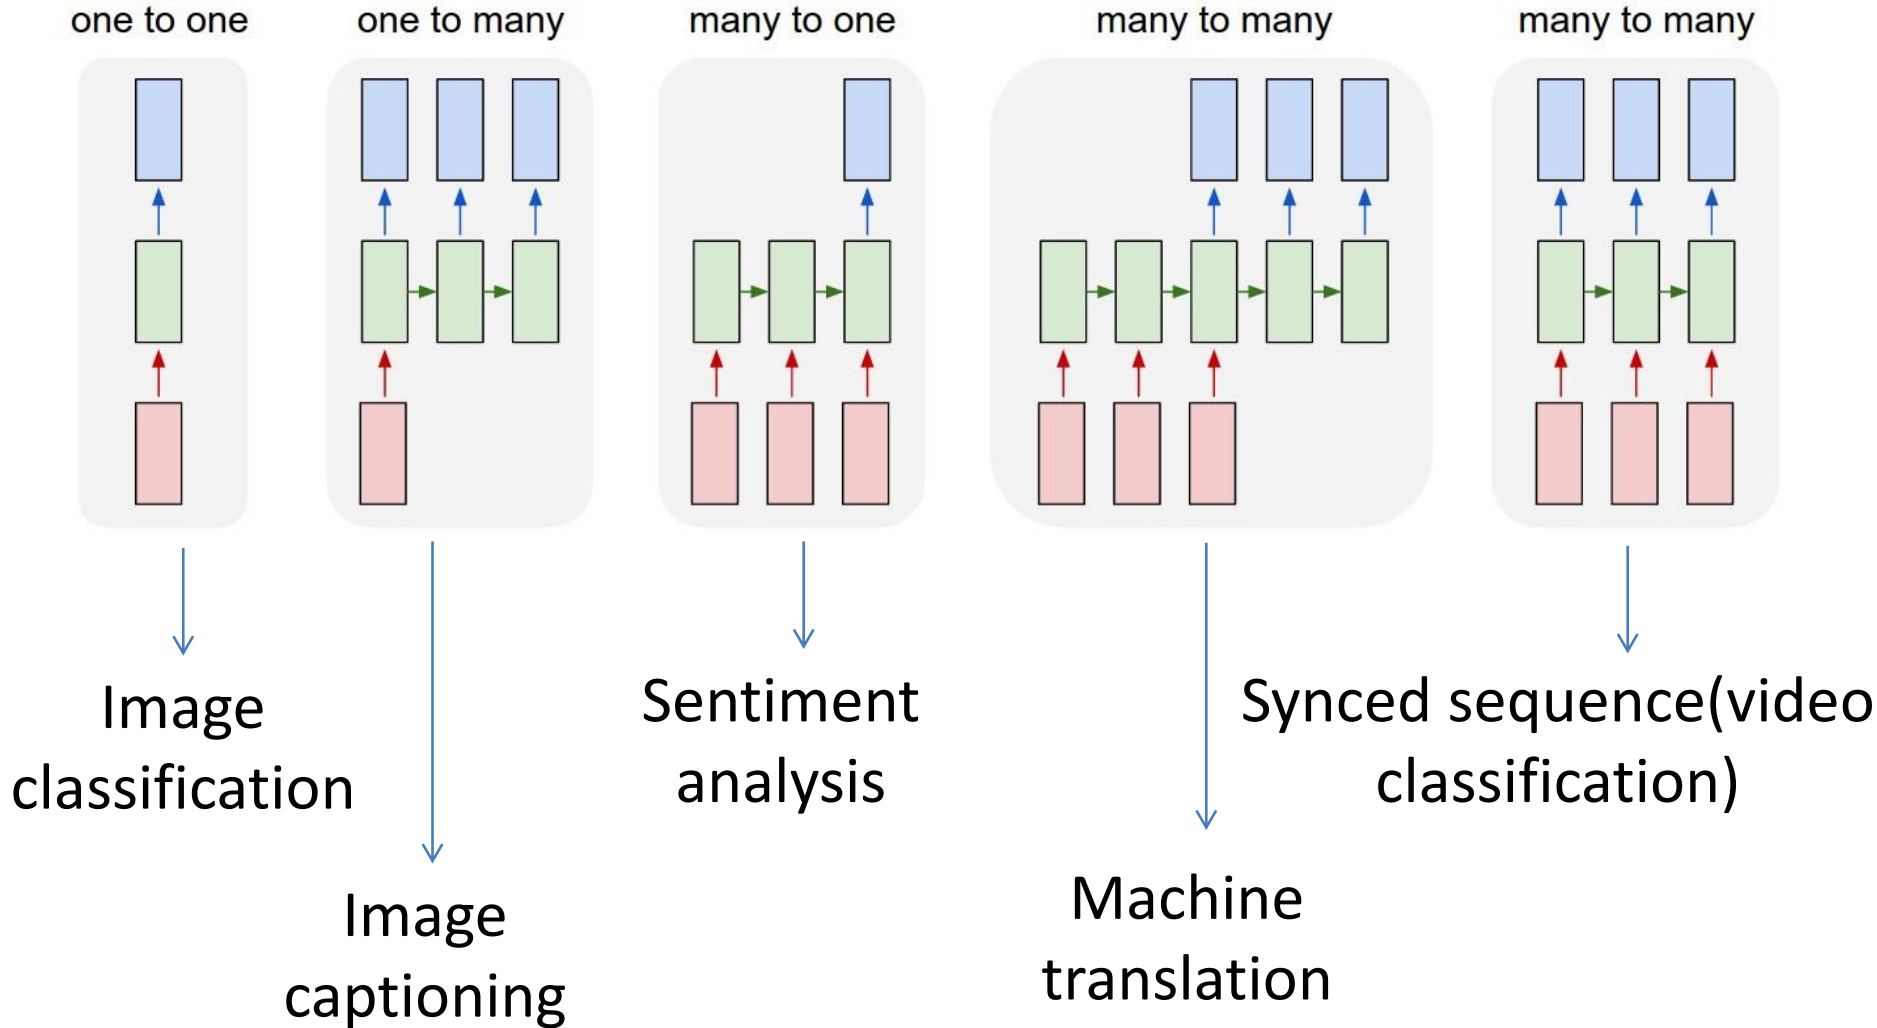 one to one
one to many
many to one
many to many
many to many
Image
classification
Image
captioning
Sentiment
analysis
Machine
translation
Synced sequence(video
classification)